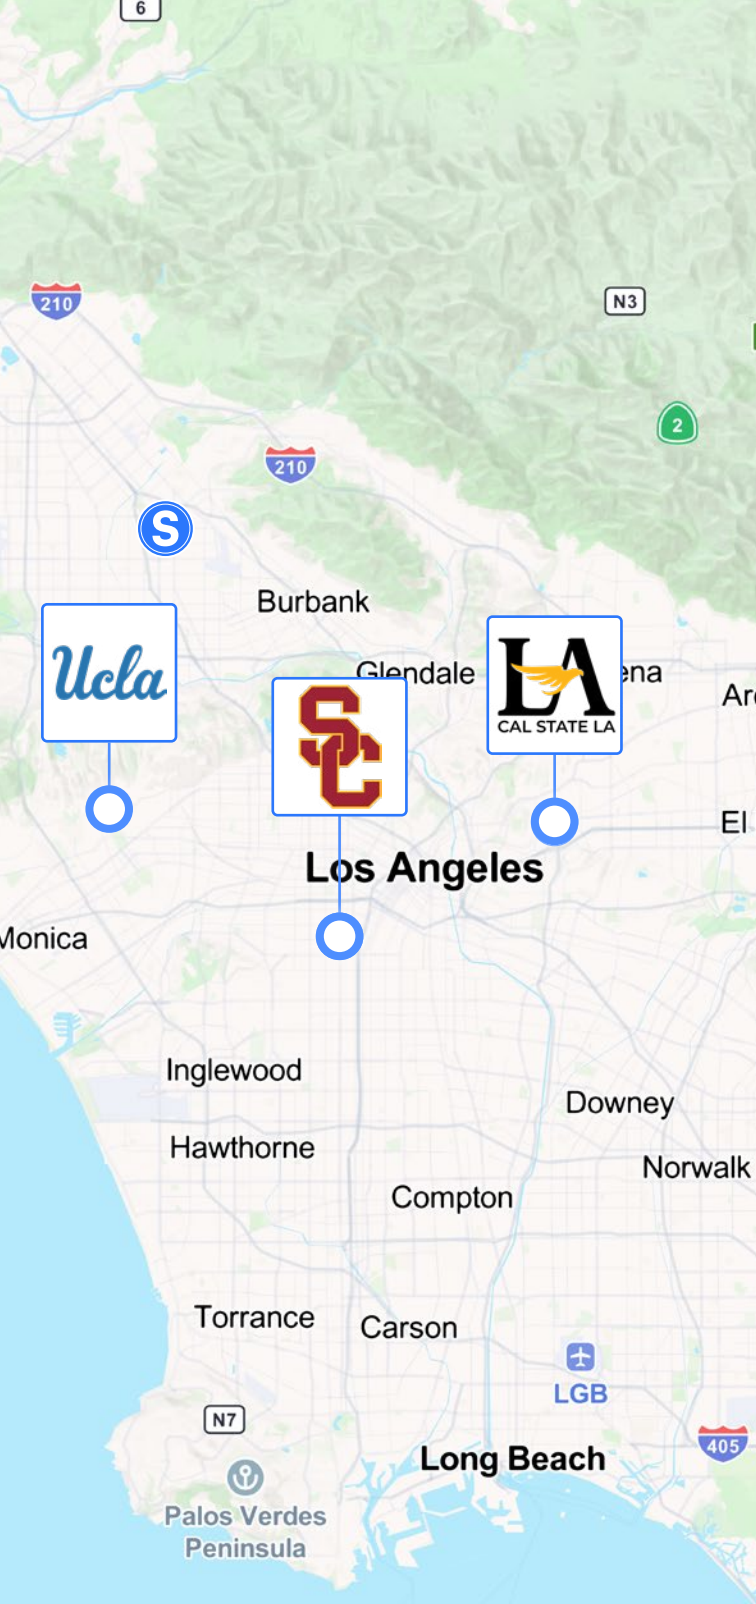 6
210
N3
2
210
S
Burbank
Ucla
Glendale
LA
ena
CAL STATE LA
SC
Ar
El
Los Angeles
Monica
Inglewood
Downey
Hawthorne
Norwalk
Compton
Torrance
Carson
LGB
N7
405
Long Beach
Palos Verdes
Peninsula